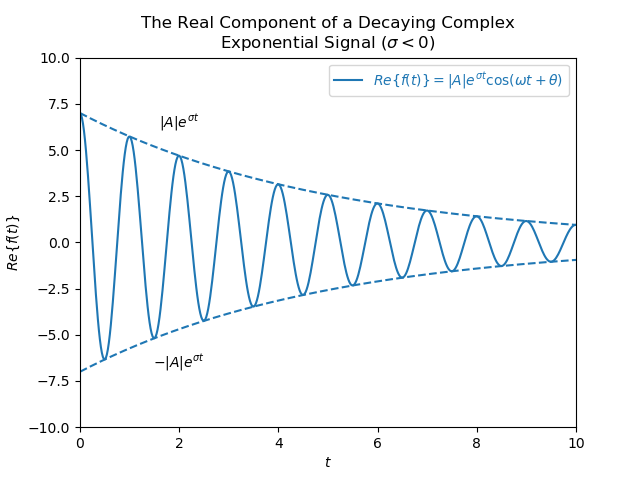 The Real Component of a Decaying Complex
Exponential Signal (σ < 0)
Re{f(t)} = |A|e^{σt}cos(ωt + θ)
|A|e^{σt}
−|A|e^{σt}
Re{f(t)}
10.0
7.5
5.0
2.5
0.0
−2.5
−5.0
−7.5
−10.0
0 2 4 6 8 10
t